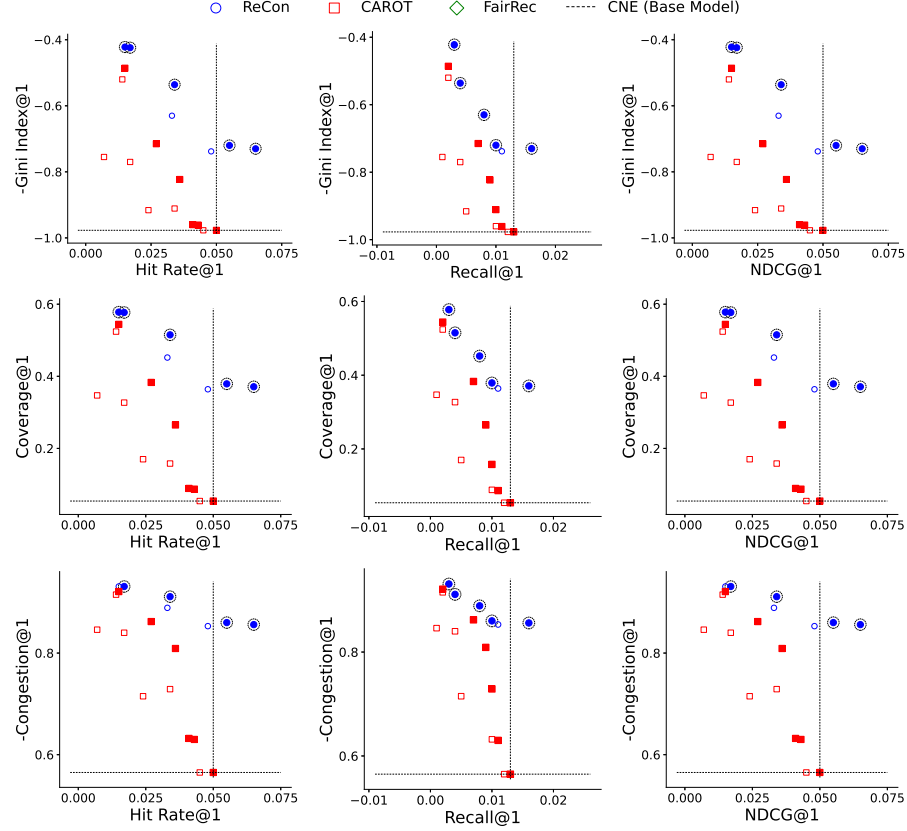 ReCon CAROT FairRec CNE (Base Model)
−0.4 −0.6 −0.8 −1.0
-Gini Index@1
0.000 0.025 0.050 0.075
Hit Rate@1
−0.4 −0.6 −0.8 −1.0
-Gini Index@1
0.00 0.01 0.02
Recall@1
−0.4 −0.6 −0.8 −1.0
-Gini Index@1
0.000 0.025 0.050 0.075
NDCG@1
0.6 0.4 0.2
Coverage@1
0.000 0.025 0.050 0.075
Hit Rate@1
0.6 0.4 0.2
Coverage@1
−0.01 0.00 0.01 0.02
Recall@1
0.6 0.4 0.2
Coverage@1
0.000 0.025 0.050 0.075
NDCG@1
0.8 0.6
-Congestion@1
0.000 0.025 0.050 0.075
Hit Rate@1
0.8 0.6
-Congestion@1
−0.01 0.00 0.01 0.02
Recall@1
0.8 0.6
-Congestion@1
0.000 0.025 0.050 0.075
NDCG@1